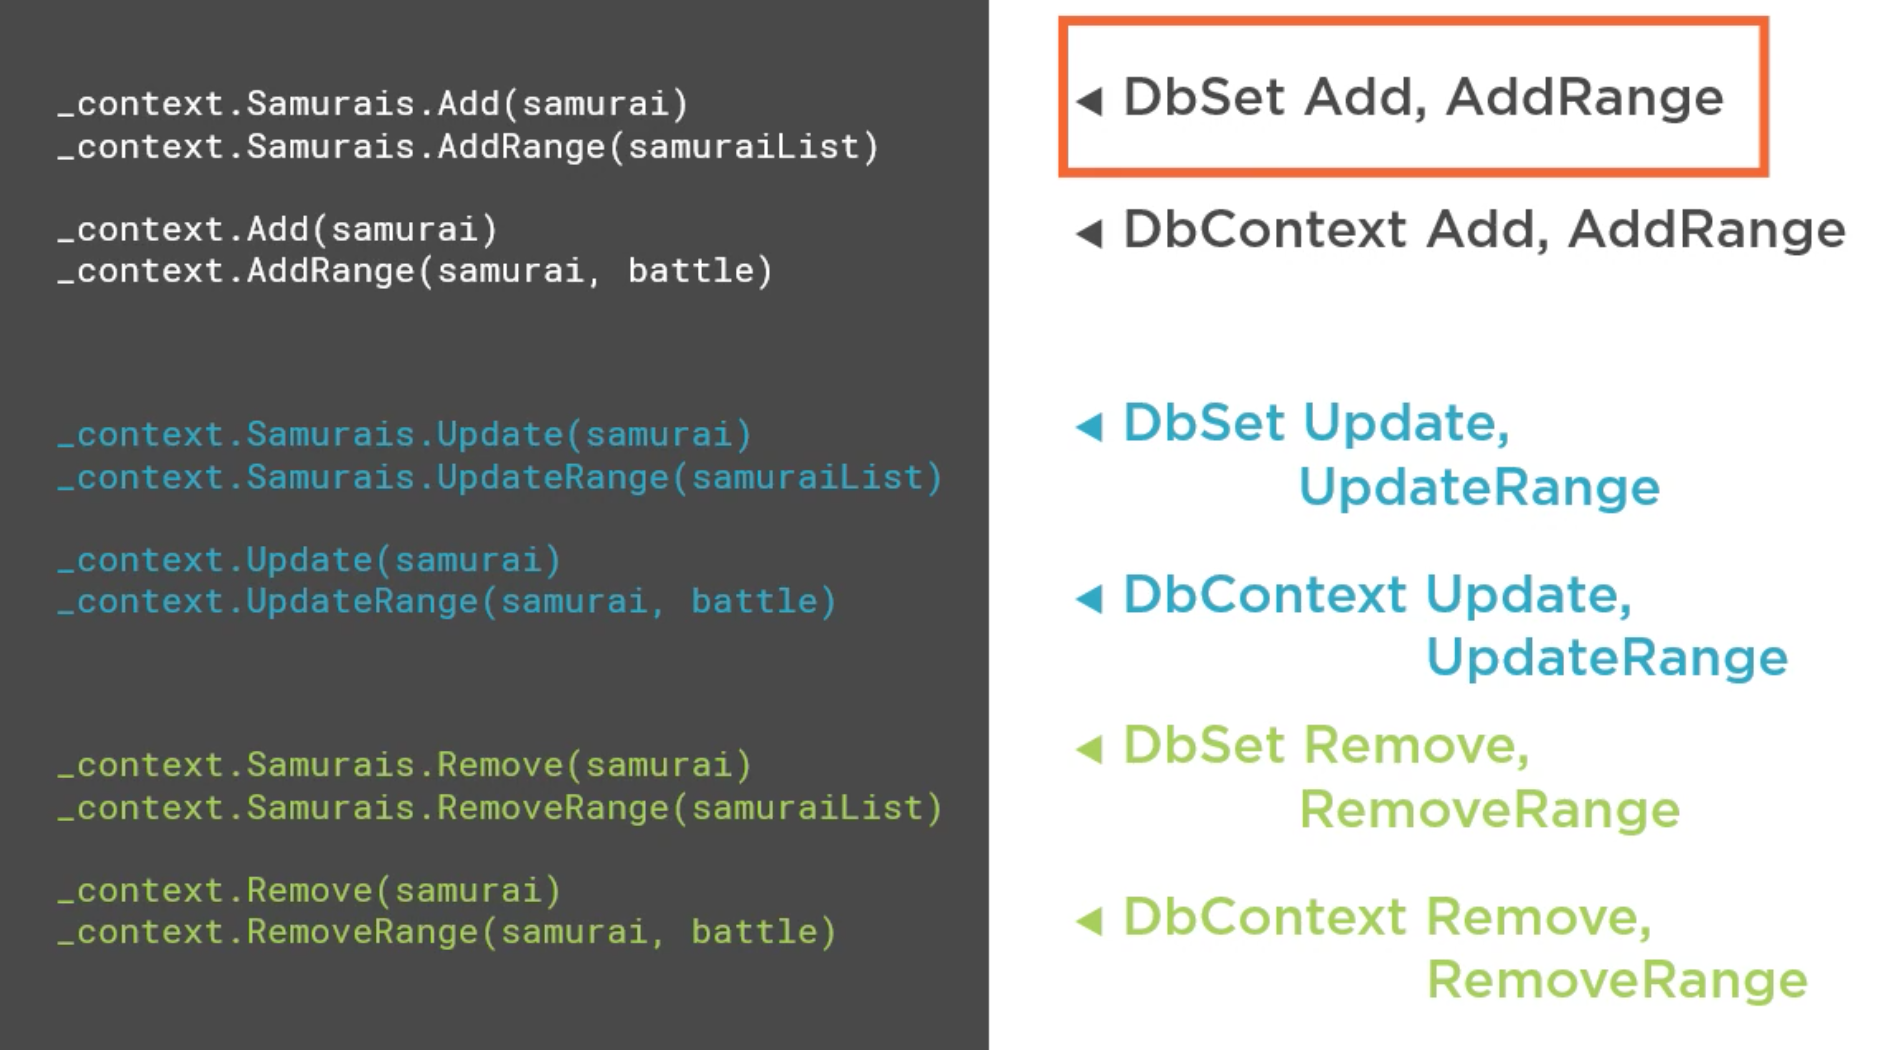 _context.Samurais.Add(samurai)
_context.Samurais.AddRange(samuraiList)
_context.Add(samurai)
_context.AddRange(samurai, battle)
_context.Samurais.Update(samurai)
_context.Samurais.UpdateRange(samuraiList)
_context.Update(samurai)
_context.UpdateRange(samurai, battle)
_context.Samurais.Remove(samurai)
_context.Samurais.RemoveRange(samuraiList)
_context.Remove(samurai)
_context.RemoveRange(samurai, battle)
◄ DbSet Add, AddRange
◄ DbContext Add, AddRange
◄ DbSet Update,
UpdateRange
◄ DbContext Update,
UpdateRange
◄ DbSet Remove,
RemoveRange
◄ DbContext Remove,
RemoveRange